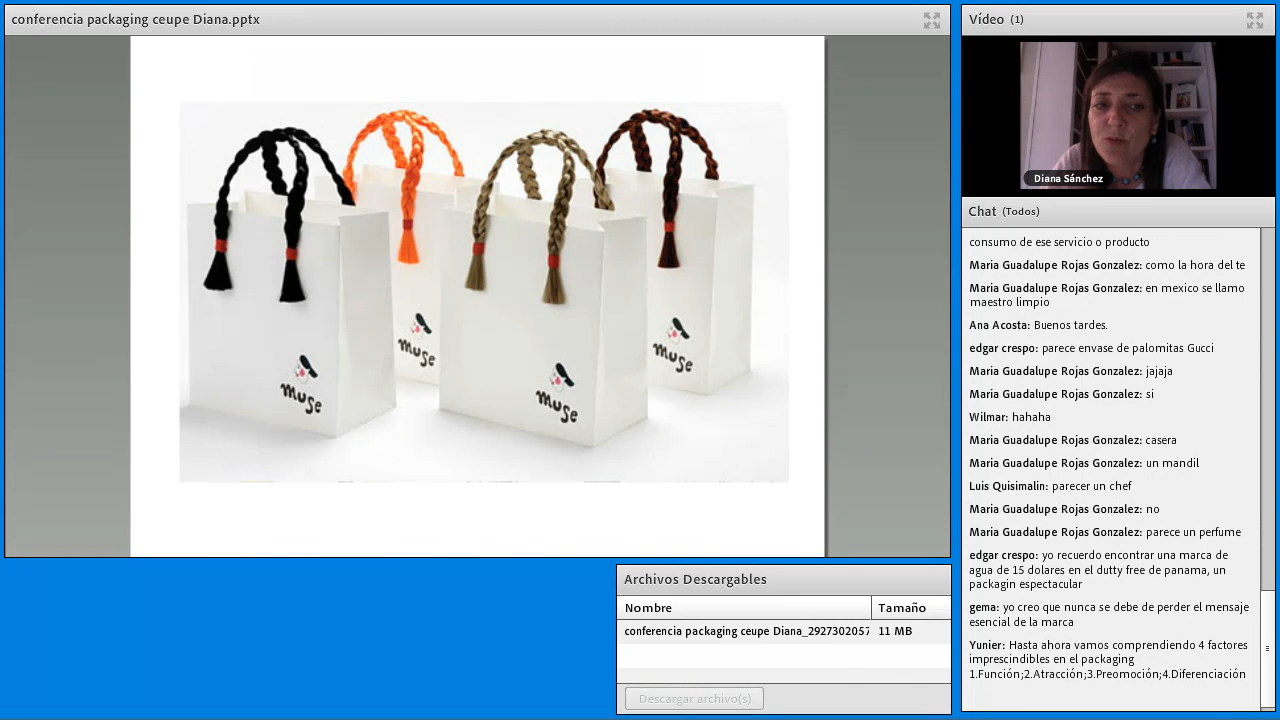 conferencia packaging ceupe Diana.pptx
muse
muse
muse
muse
Archivos Descargables
Nombre Tamaño
conferencia packaging ceupe Diana_2927302057 11 MB
Descargar archivo(s)
Vídeo (1)
Diana Sánchez
Chat (Todos)
consumo de ese servicio o producto
Maria Guadalupe Rojas Gonzalez: como la hora del te
Maria Guadalupe Rojas Gonzalez: en mexico se llamo
maestro limpio
Ana Acosta: Buenos tardes.
edgar crespo: parece envase de palomitas Gucci
Maria Guadalupe Rojas Gonzalez: jajaja
Maria Guadalupe Rojas Gonzalez: si
Wilmar: hahaha
Maria Guadalupe Rojas Gonzalez: casera
Maria Guadalupe Rojas Gonzalez: un mandil
Luis Quisimalin: parecer un chef
Maria Guadalupe Rojas Gonzalez: no
Maria Guadalupe Rojas Gonzalez: parece un perfume
edgar crespo: yo recuerdo encontrar una marca de
agua de 15 dolares en el dutty free de panama, un
packagin espectacular
gema: yo creo que nunca se debe de perder el mensaje
esencial de la marca
Yunier: Hasta ahora vamos comprendiendo 4 factores
imprescindibles en el packaging
1.Función;2.Atracción;3.Preomoción;4.Diferenciación